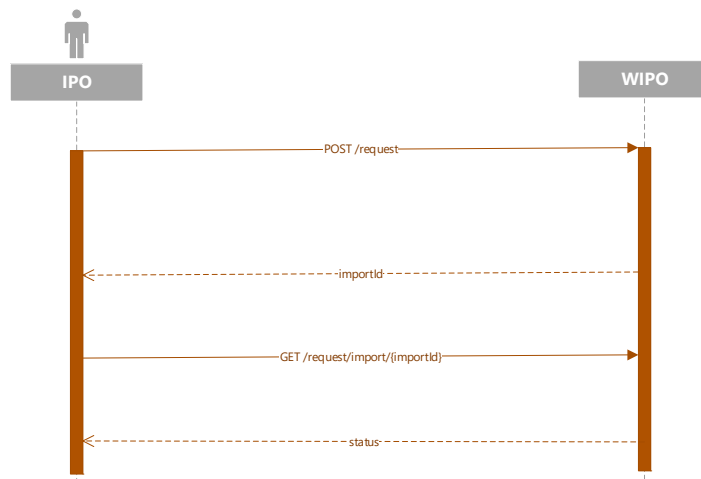 IPO
WIPO
POST /request
importId
GET /request/import/{importId}
status